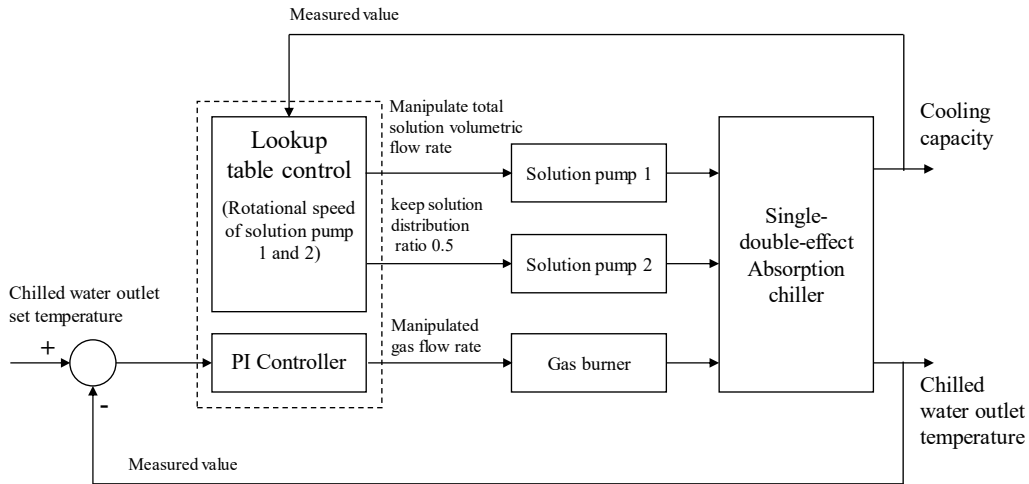 Measured value
Manipulate total
solution volumetric
flow rate
Cooling
capacity
Lookup
table control
(Rotational speed
of solution pump
1 and 2)
Solution pump 1
keep solution
distribution
ratio 0.5
Solution pump 2
Single-
double-effect
Absorption
chiller
Chilled water outlet
set temperature
+
-
PI Controller
Manipulated
gas flow rate
Gas burner
Chilled
water outlet
temperature
Measured value